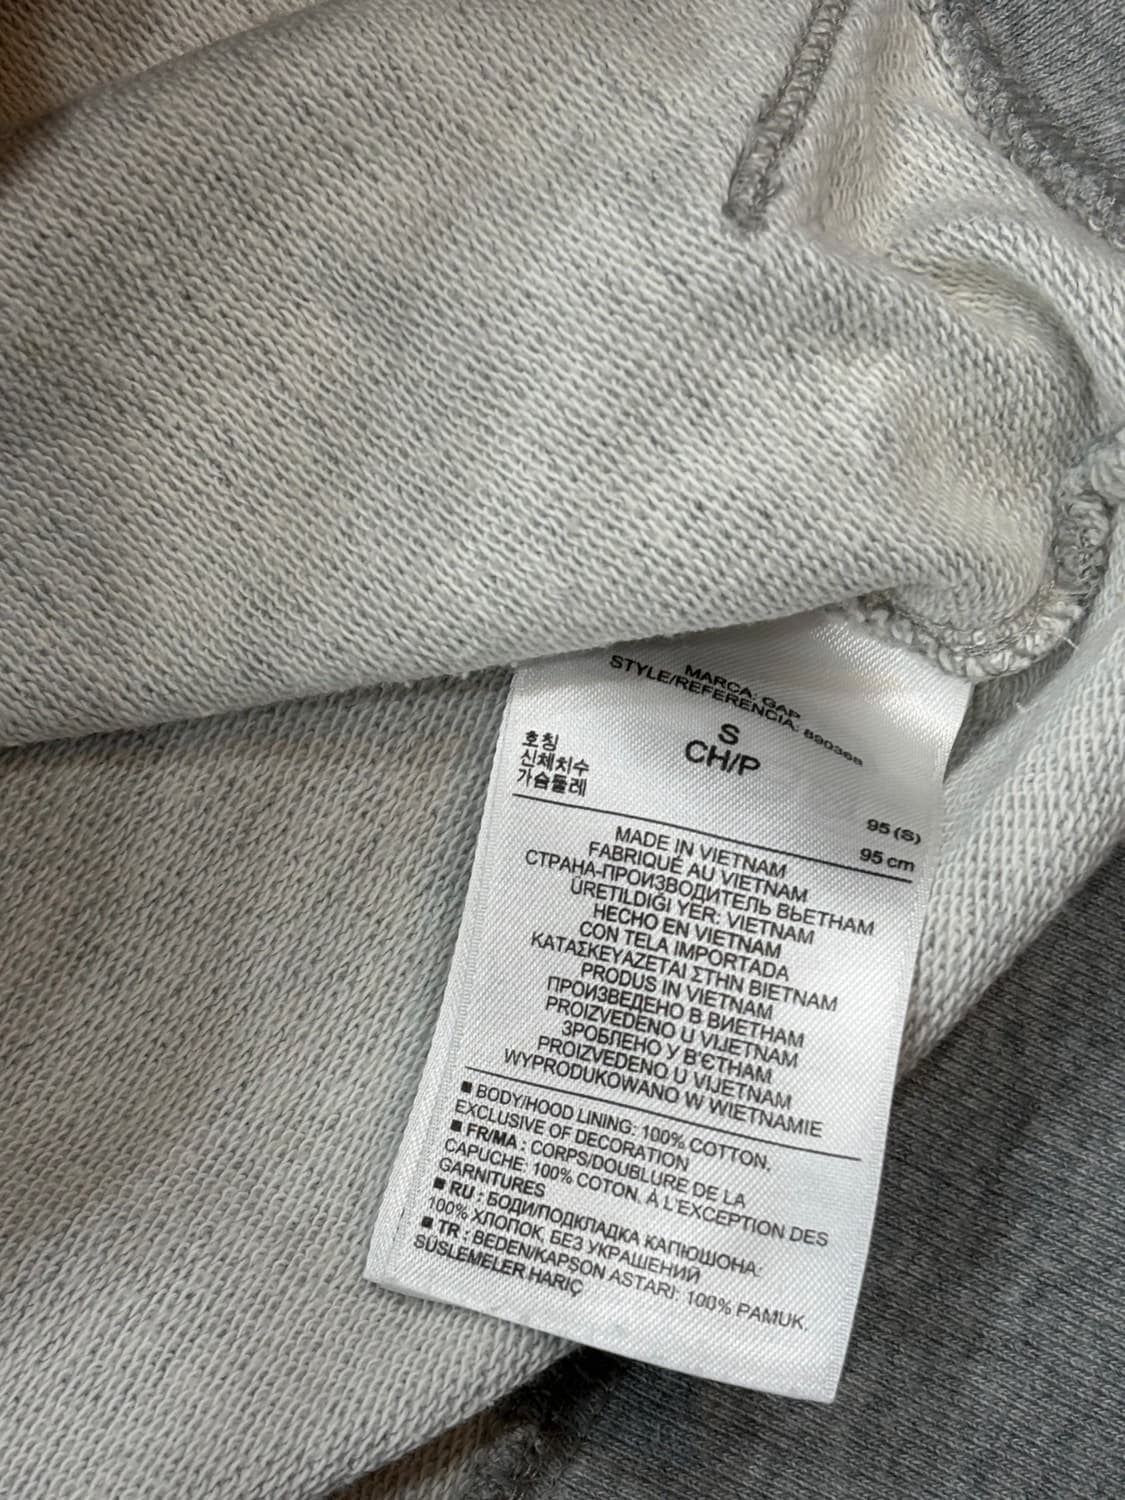 MARCA: GAP
STYLE/REFERENCIA: 890368
S
CH/P
호칭
신체치수 95 (S)
가슴둘레 95 cm
MADE IN VIETNAM
FABRIQUÉ AU VIETNAM
СТРАНА-ПРОИЗВОДИТЕЛЬ ВЬЕТНАМ
ÜRETILDIĞI YER: VIETNAM
HECHO EN VIETNAM
CON TELA IMPORTADA
ΚΑΤΑΣΚΕΥΑΖΕΤΑΙ ΣΤΗΝ ΒΙΕΤΝΑΜ
PRODUS IN VIETNAM
ПРОИЗВЕДЕНО В ВИЕТНАМ
PROIZVEDENO U VIJETNAM
ЗРОБЛЕНО У В'ЄТНАМ
PROIZVEDENO U VIJETNAM
WYPRODUKOWANO W WIETNAMIE
■ BODY/HOOD LINING: 100% COTTON.
EXCLUSIVE OF DECORATION
■ FR/MA : CORPS/DOUBLURE DE LA
CAPUCHE: 100% COTON. À L'EXCEPTION DES
GARNITURES
■ RU : БОДИ/ПОДКЛАДКА КАПЮШОНА:
100% ХЛОПОК. БЕЗ УКРАШЕНИЙ
■ TR : BEDEN/KAPŞON ASTARI: 100% PAMUK.
SÜSLEMELER HARIÇ